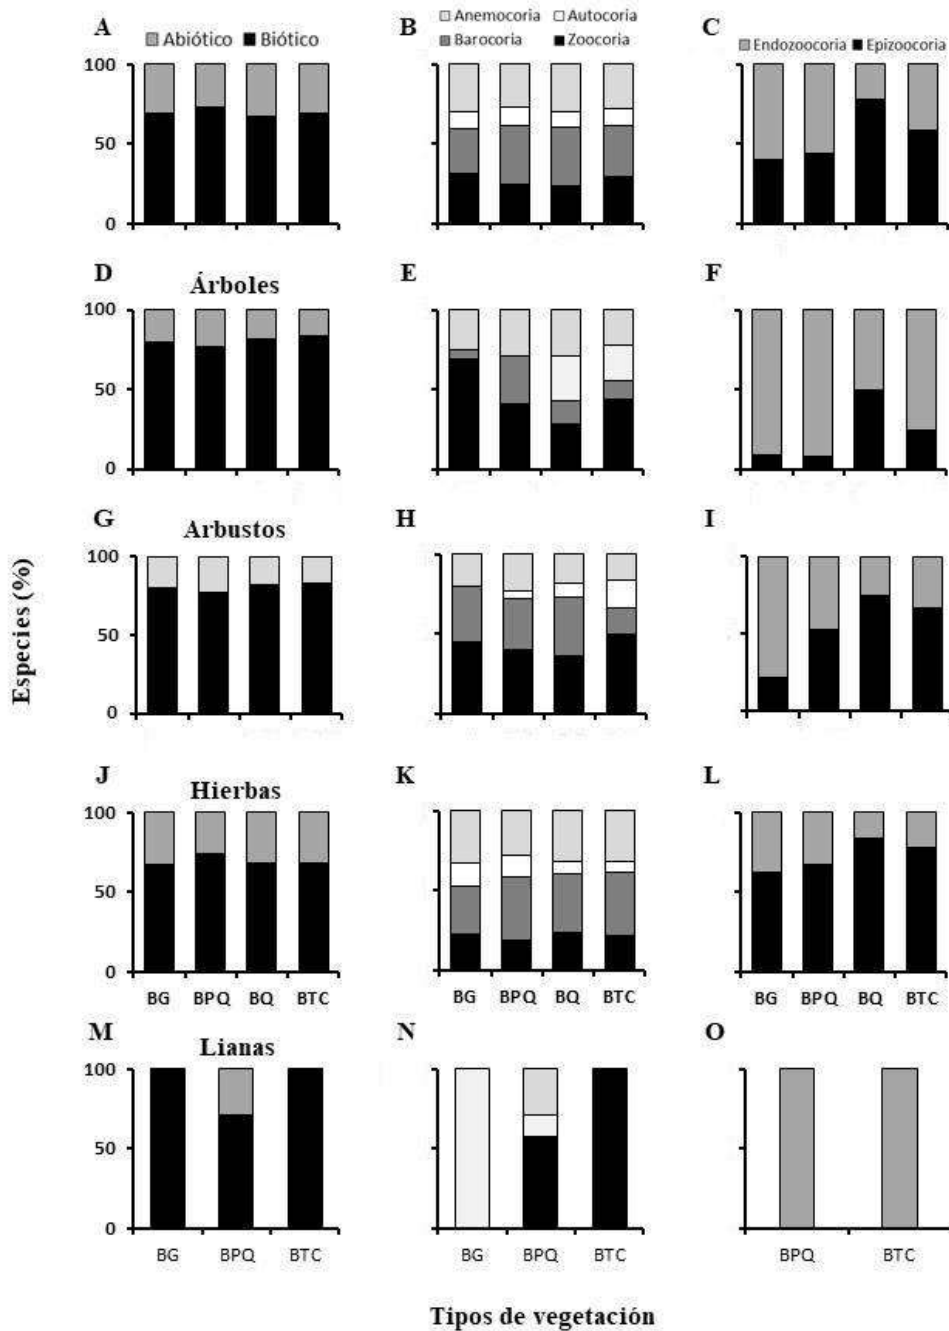 A B C
Abiótico Biótico
Anemocoria Autocoria
Barocoria Zoocoria
Endozoocoria Epizoocoria
100
50
0
D Árboles E F
100
50
0
G Arbustos H I
100
50
0
Especies (%)
J Hierbas K L
100
50
0
BG BPQ BQ BTC BG BPQ BQ BTC BG BPQ BQ BTC
M Lianas N O
100
50
0
BG BPQ BTC BG BPQ BTC BPQ BTC
Tipos de vegetación